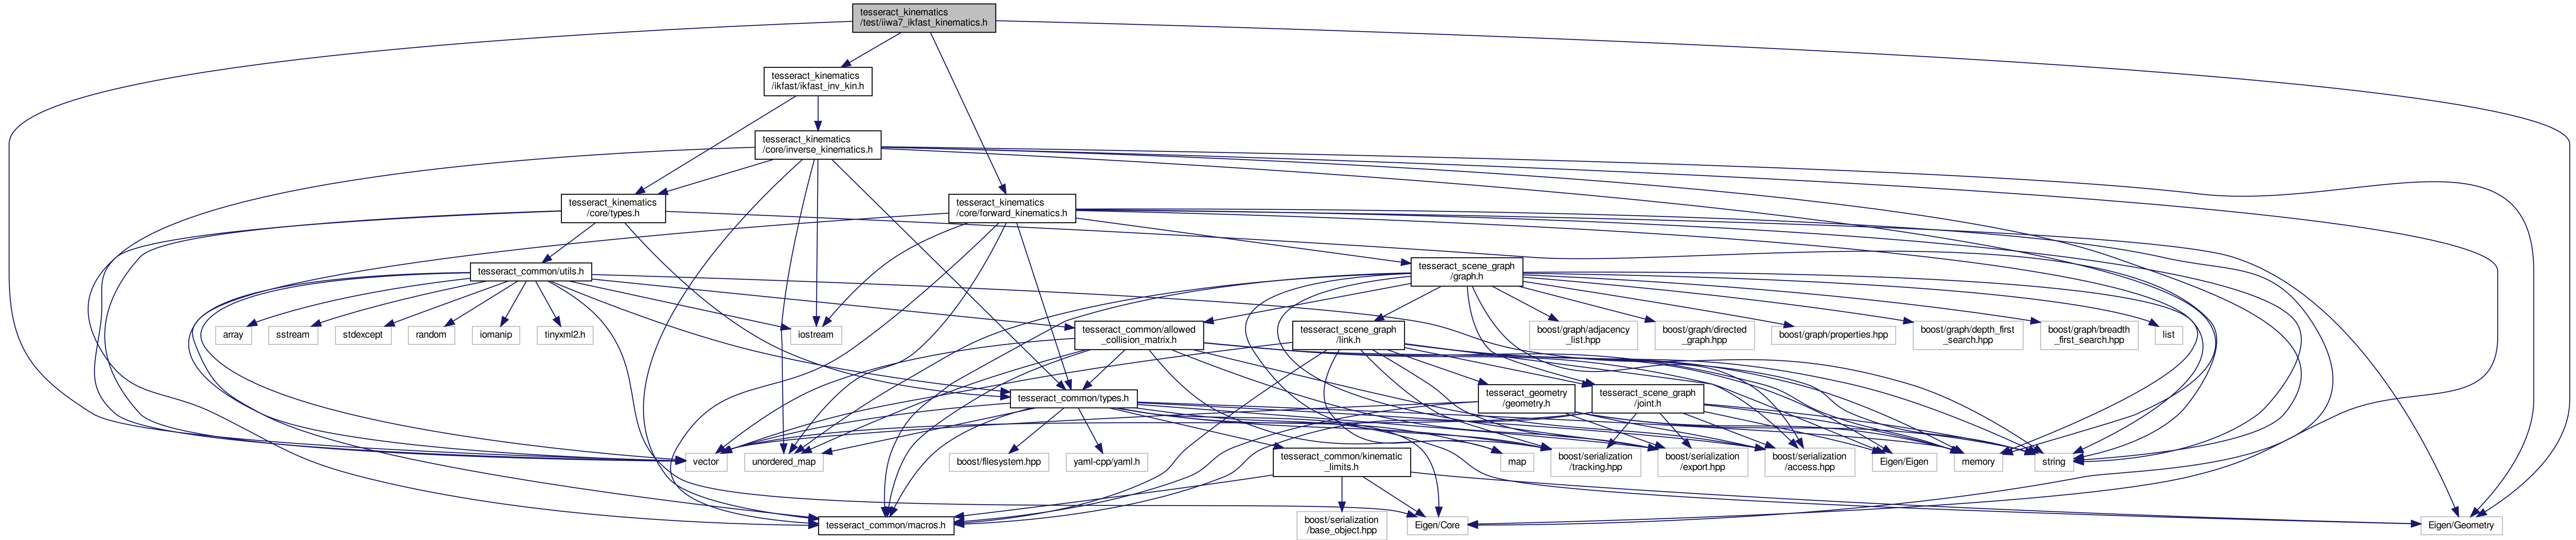 tesseract_kinematics
/test/iiwa7_ikfast_kinematics.h
tesseract_kinematics
/ikfast/ikfast_inv_kin.h
tesseract_kinematics
/core/inverse_kinematics.h
tesseract_kinematics
/core/types.h
tesseract_kinematics
/core/forward_kinematics.h
tesseract_common/utils.h
tesseract_scene_graph
/graph.h
array
sstream
stdexcept
random
iomanip
tinyxml2.h
iostream
tesseract_common/allowed
_collision_matrix.h
tesseract_scene_graph
/link.h
boost/graph/adjacency
_list.hpp
boost/graph/directed
_graph.hpp
boost/graph/properties.hpp
boost/graph/depth_first
_search.hpp
boost/graph/breadth
_first_search.hpp
list
tesseract_common/types.h
tesseract_geometry
/geometry.h
tesseract_scene_graph
/joint.h
vector
unordered_map
boost/filesystem.hpp
yaml-cpp/yaml.h
tesseract_common/kinematic
_limits.h
map
boost/serialization
/tracking.hpp
boost/serialization
/export.hpp
boost/serialization
/access.hpp
Eigen/Eigen
memory
string
tesseract_common/macros.h
boost/serialization
/base_object.hpp
Eigen/Core
Eigen/Geometry